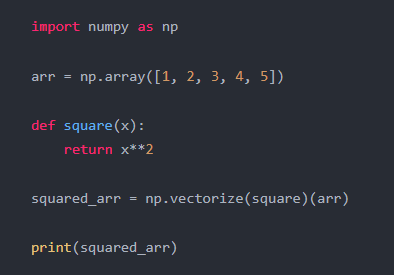 import numpy as np
arr = np.array([1, 2, 3, 4, 5])
def square(x):
    return x**2
squared_arr = np.vectorize(square)(arr)
print(squared_arr)